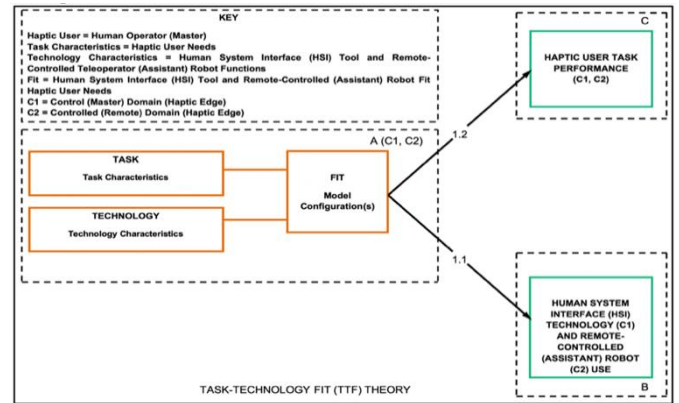 KEY
Haptic User = Human Operator (Master)
Task Characteristics = Haptic User Needs
Technology Characteristics = Human System Interface (HSI) Tool and Remote-
Controlled Teleoperator (Assistant) Robot Functions
Fit = Human System Interface (HSI) Tool and Remote-Controlled (Assistant) Robot Fit
Haptic User Needs
C1 = Control (Master) Domain (Haptic Edge)
C2 = Controlled (Remote) Domain (Haptic Edge)
C
HAPTIC USER TASK
PERFORMANCE
(C1, C2)
A (C1, C2)
1.2
TASK
Task Characteristics
FIT
Model
Configuration(s)
TECHNOLOGY
Technology Characteristics
1.1
HUMAN SYSTEM
INTERFACE (HSI)
TECHNOLOGY (C1)
AND REMOTE-
CONTROLLED
(ASSISTANT) ROBOT
(C2) USE
B
TASK-TECHNOLOGY FIT (TTF) THEORY